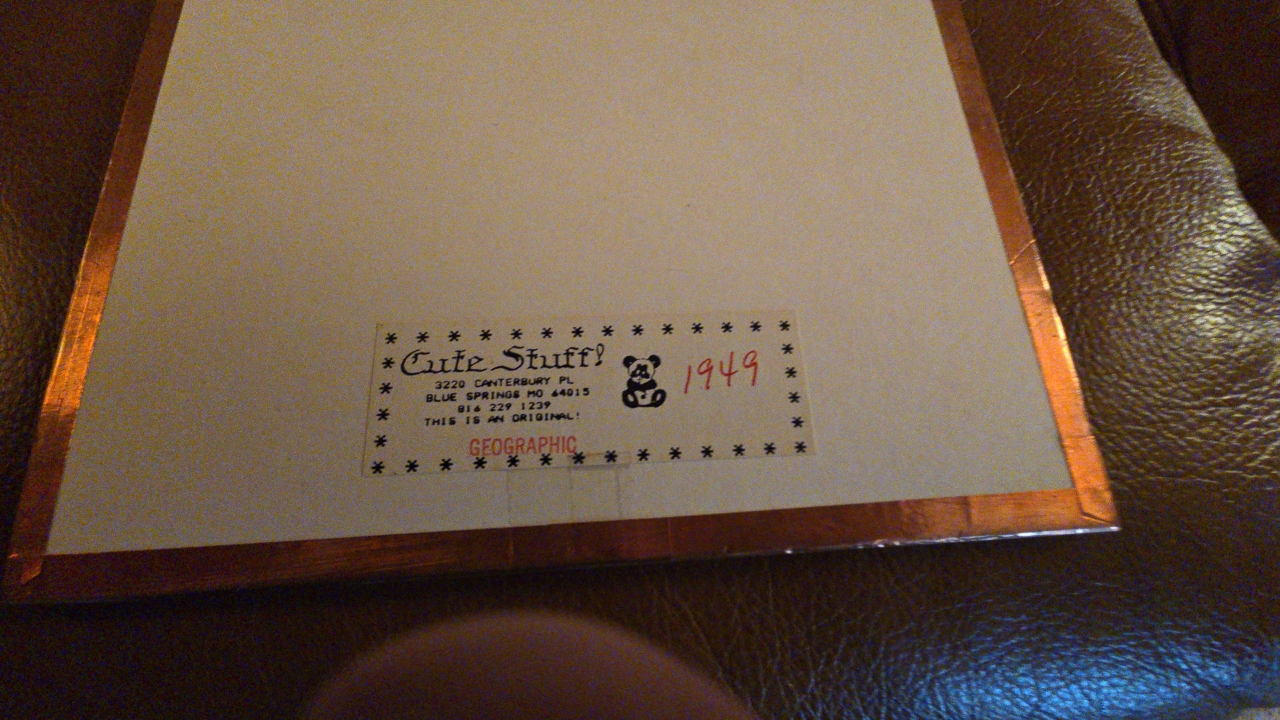 * * * * * * * * * * * * * *
Cute Stuff!
3220 CANTERBURY PL
BLUE SPRINGS MO 64015
816 229 1239
THIS IS AN ORIGINAL!
1949
GEOGRAPHIC
* * * * * * * * * * * * * *